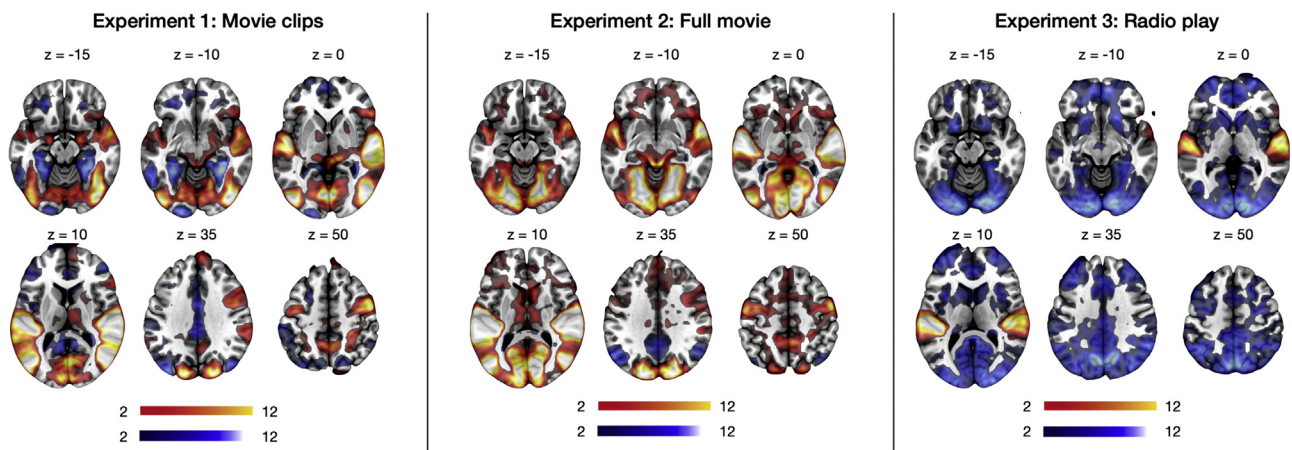 Experiment 1: Movie clips
z = -15 z = -10 z = 0
z = 10 z = 35 z = 50
2 12
2 12
Experiment 2: Full movie
z = -15 z = -10 z = 0
z = 10 z = 35 z = 50
2 12
2 12
Experiment 3: Radio play
z = -15 z = -10 z = 0
z = 10 z = 35 z = 50
2 12
2 12